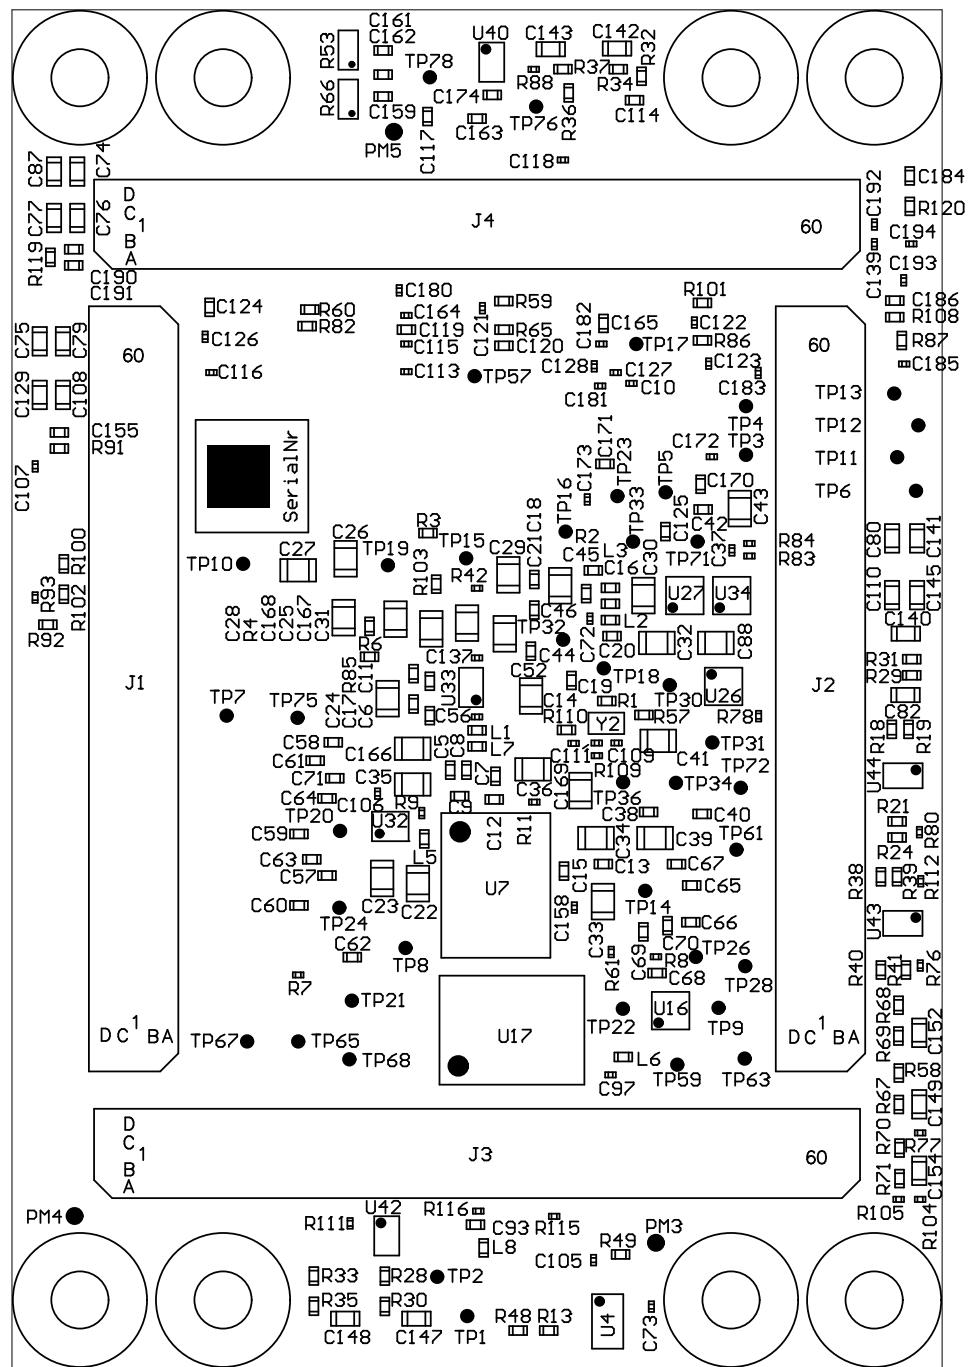 C161
C162
R53
U40
C143
C142
R32
TP78
R37
R88
R34
R66
C174
C159
TP76
R36
C114
C163
C117
PM5
C118
C87
C74
C192
C184
D
C
1
B
A
J4
60
C77
C76
R120
R119
C194
C139
C193
C190
C191
C180
C124
R60
C164
C121
R59
R101
C186
R82
C119
R65
C182
C165
C122
R108
C75
C79
60
C126
C115
C120
TP17
R86
60
R87
C116
C113
TP57
C128
C127
C123
C185
C129
C108
C181
C10
C183
TP13
TP4
TP12
C155
R91
C171
C172
TP3
C107
SerialNr
C173
TP23
TP5
C170
TP11
TP6
C43
TP16
TP33
C125
C42
R3
C18
R2
C80
C141
R100
C27
C26
TP19
TP15
C29
C21
C45
L3
C30
TP71
C37
R84
R83
TP10
R103
R42
C16
R93
R102
U27
U34
C110
C145
C28
R4
C168
C25
C167
C31
C46
L2
R92
TP32
C72
C140
R6
C44
C20
C32
C88
J1
R85
C11
C137
C52
TP18
J2
R31
R29
U33
C19
TP30
U26
C24
C17
C6
C14
R1
TP7
TP75
C56
R110
Y2
R57
R78
C82
C58
C5
C8
L1
L7
R18
R19
C61
C166
C111
C109
C41
TP31
C71
C35
C7
C36
C169
R109
TP72
U44
C64
C106
R9
C9
TP36
TP34
TP20
U32
C12
R11
C38
C40
R21
C59
C34
C39
TP61
R80
C63
L5
R24
C57
C15
C13
C67
R38
R39
R112
U7
C65
C60
C23
C22
TP14
TP24
C158
C33
C66
U43
C62
TP8
C69
C70
TP26
R40
R41
R76
R7
R61
R8
C68
TP28
TP21
R68
TP22
U16
TP9
D
C
1
B
A
TP67
TP65
U17
D
C
1
B
A
R69
C152
TP68
L6
TP63
R58
C97
TP59
R67
C149
D
C
1
B
A
J3
60
R70
R77
R71
C154
PM4
U42
R116
R105
R104
R111
C93
R115
PM3
L8
R49
C105
R33
R28
TP2
R35
R30
R48
R13
U4
C73
C148
C147
TP1